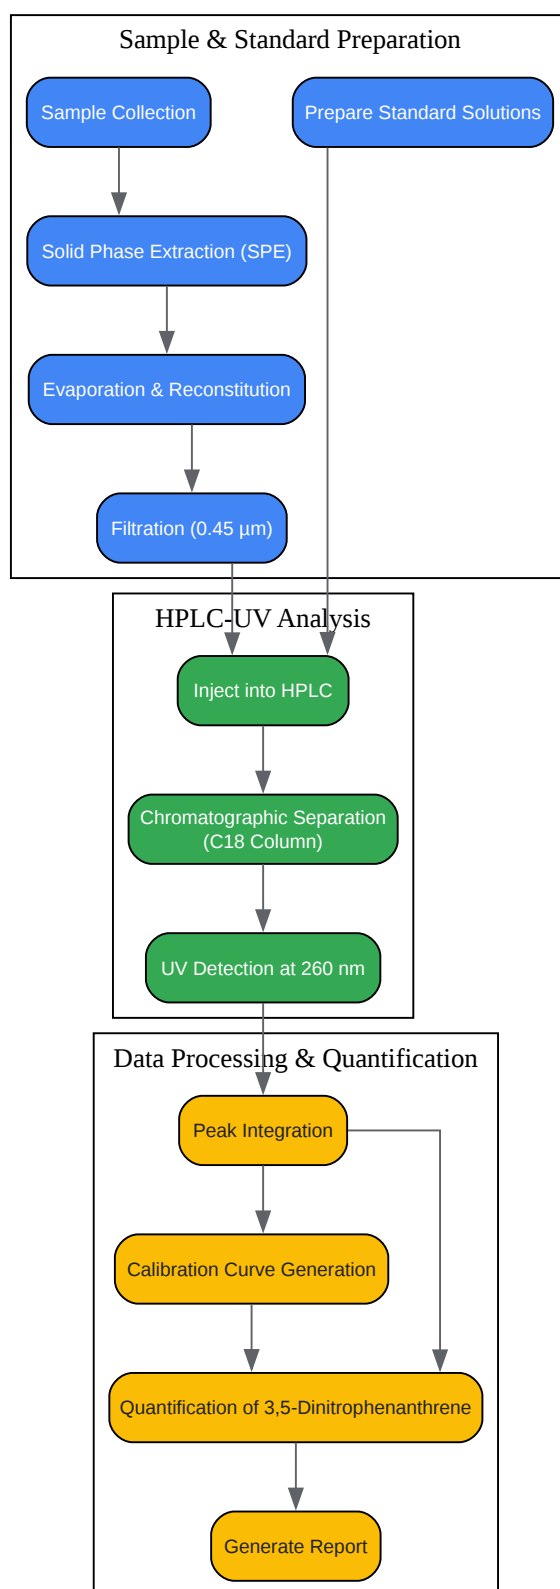 Sample & Standard Preparation
Sample Collection
Prepare Standard Solutions
Solid Phase Extraction (SPE)
Evaporation & Reconstitution
Filtration (0.45 µm)
HPLC-UV Analysis
Inject into HPLC
Chromatographic Separation
(C18 Column)
UV Detection at 260 nm
Data Processing & Quantification
Peak Integration
Calibration Curve Generation
Quantification of 3,5-Dinitrophenanthrene
Generate Report